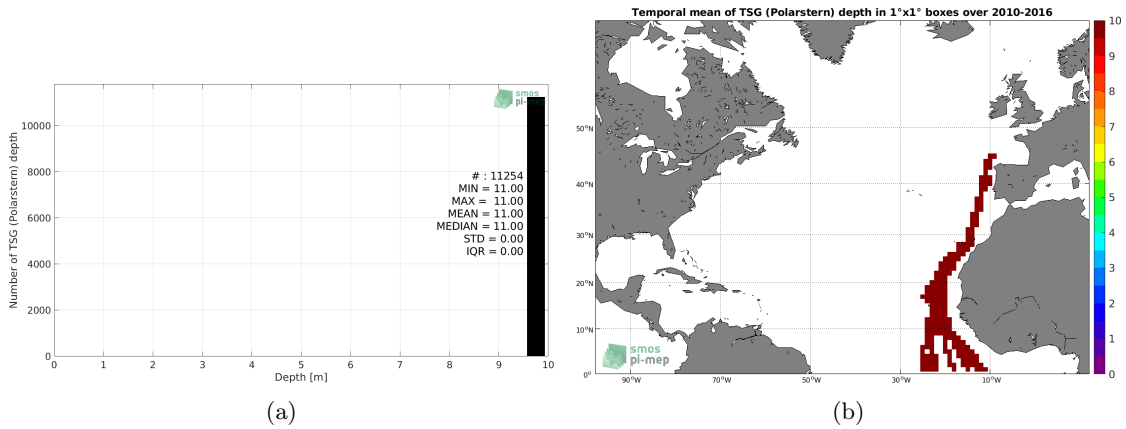 Number of TSG (Polarstern) depth
10000
8000
6000
4000
2000
0
smos
pi-mep
# : 11254
MIN = 11.00
MAX = 11.00
MEAN = 11.00
MEDIAN = 11.00
STD = 0.00
IQR = 0.00
0 1 2 3 4 5 6 7 8 9 10
Depth [m]
(a)
Temporal mean of TSG (Polarstern) depth in 1°x1° boxes over 2010-2016
50°N
40°N
30°N
20°N
10°N
0°
90°W 70°W 50°W 30°W 10°W
smos
pi-mep
10
9
8
7
6
5
4
3
2
1
0
(b)